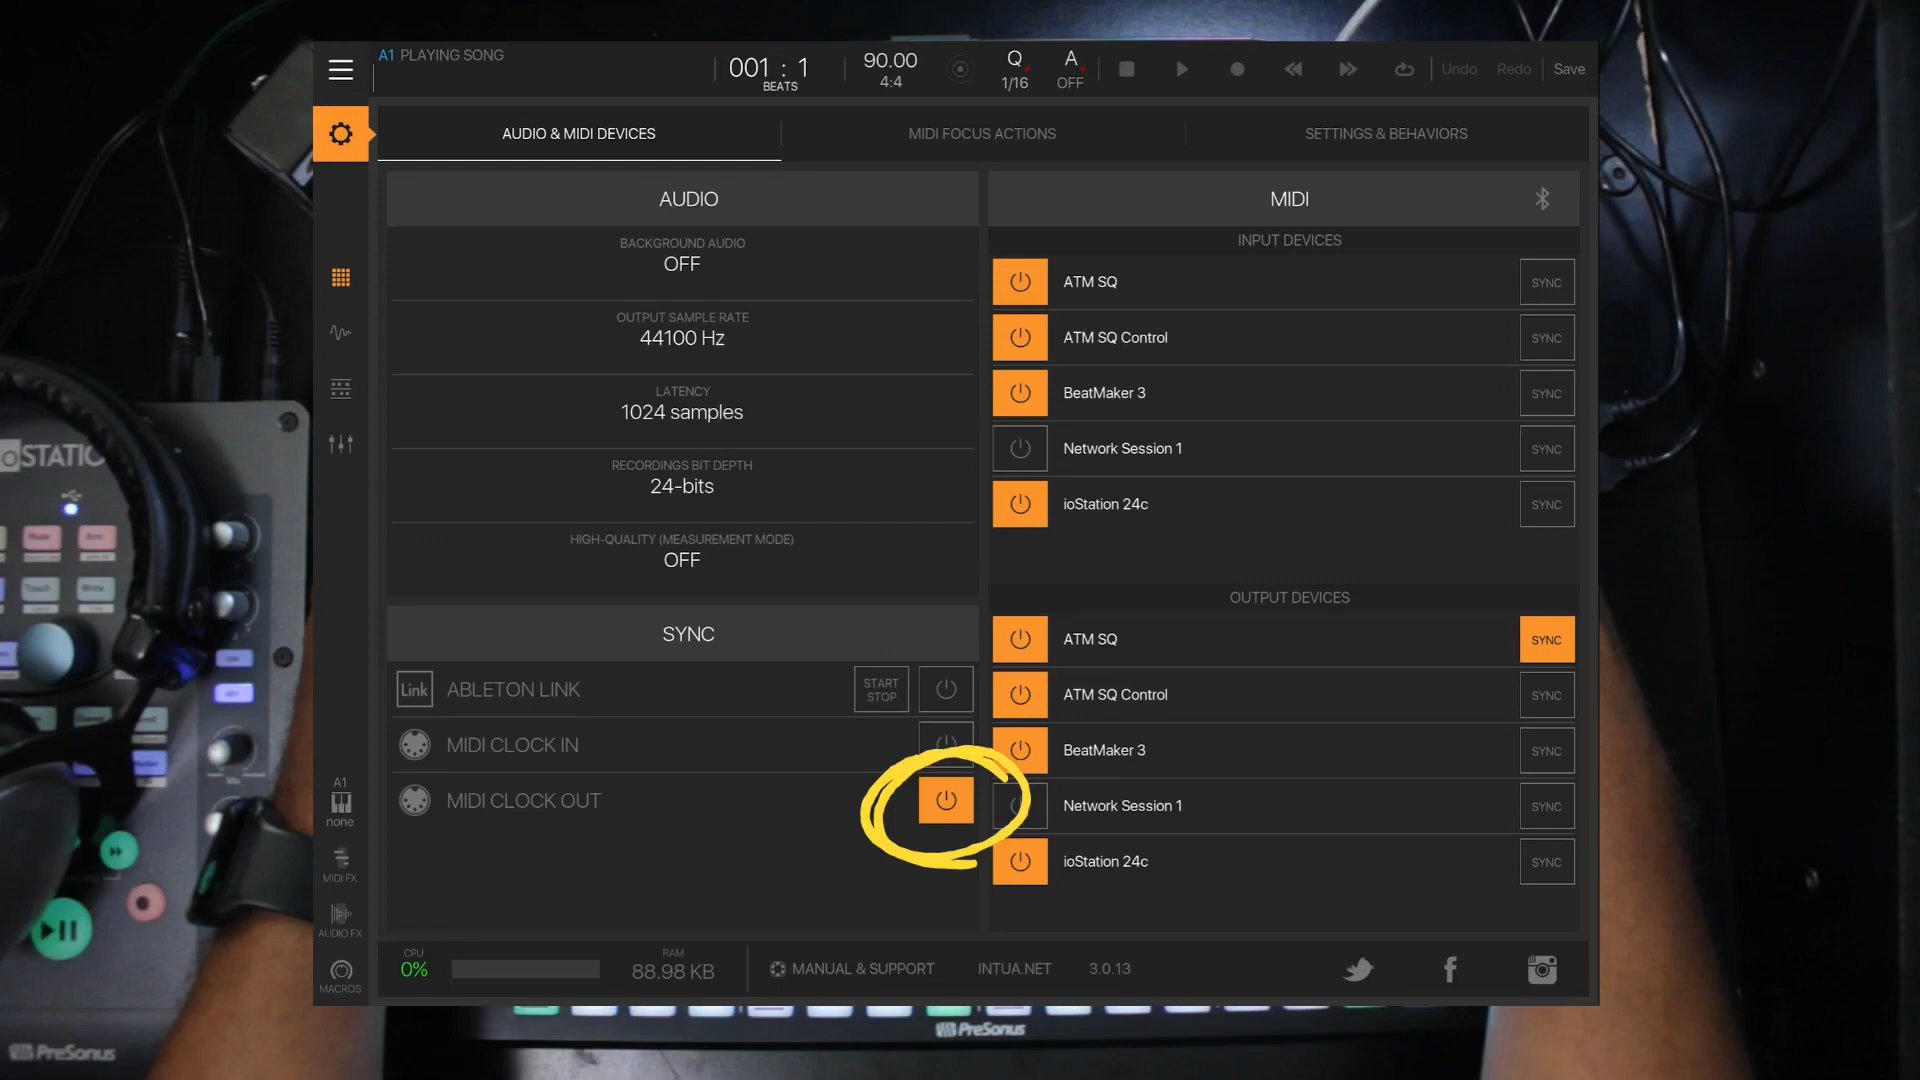 A1 PLAYING SONG
001 : 1
BEATS
90.00
4:4
Q
1/16
A
OFF
Undo
Redo
Save
AUDIO & MIDI DEVICES
MIDI FOCUS ACTIONS
SETTINGS & BEHAVIORS
AUDIO
BACKGROUND AUDIO
OFF
OUTPUT SAMPLE RATE
44100 Hz
LATENCY
1024 samples
RECORDINGS BIT DEPTH
24-bits
HIGH-QUALITY (MEASUREMENT MODE)
OFF
SYNC
Link ABLETON LINK START STOP
MIDI CLOCK IN
MIDI CLOCK OUT
MIDI
INPUT DEVICES
ATM SQ SYNC
ATM SQ Control SYNC
BeatMaker 3 SYNC
Network Session 1 SYNC
ioStation 24c SYNC
OUTPUT DEVICES
ATM SQ SYNC
ATM SQ Control SYNC
BeatMaker 3 SYNC
Network Session 1 SYNC
ioStation 24c SYNC
A1
none
MIDI FX
AUDIO FX
MACROS
CPU
0%
RAM
88.98 KB
MANUAL & SUPPORT
INTUA.NET
3.0.13
ioSTATIO
Touch
Write
PreSonus
PreSonus